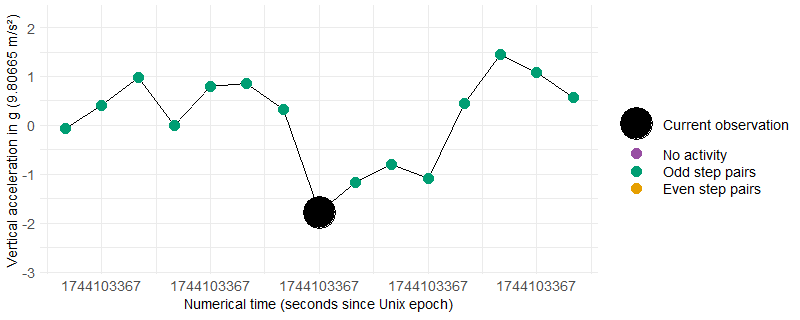 Vertical acceleration in g (9.80665 m/s²)
2
1
0
-1
-2
-3
1744103367 1744103367 1744103367 1744103367 1744103367
Numerical time (seconds since Unix epoch)
Current observation
No activity
Odd step pairs
Even step pairs